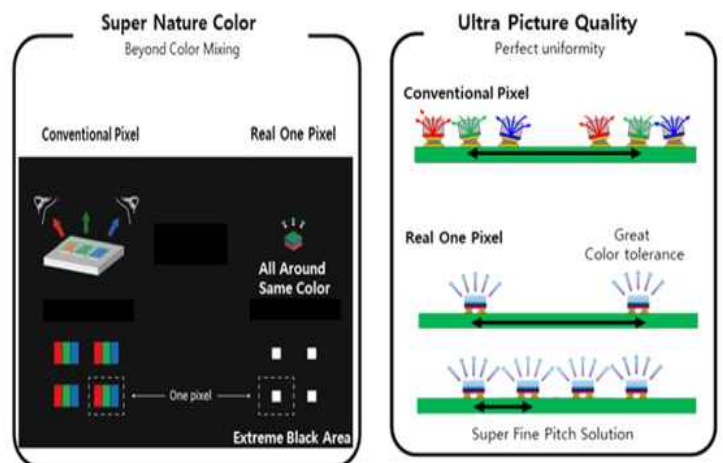 Super Nature Color
Beyond Color Mixing
Conventional Pixel
Real One Pixel
All Around
Same Color
One pixel
Extreme Black Area
Ultra Picture Quality
Perfect uniformity
Conventional Pixel
Real One Pixel
Great
Color tolerance
Super Fine Pitch Solution